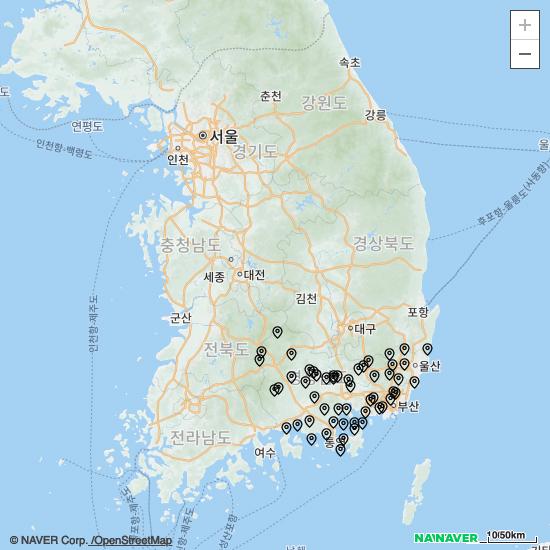 +
−
속초
춘천
강원도
강릉
도
연평도
서울
인천
경기도
인천항-백령도
울
후포항-울릉도(사동항)
충청남도
경상북도
세종
대전
김천
인천항-제주도
군산
포항
대구
전라북도
울산
부산
전라남도
여수
통영
© NAVER Corp. /OpenStreetMap
NAVER
10/50km